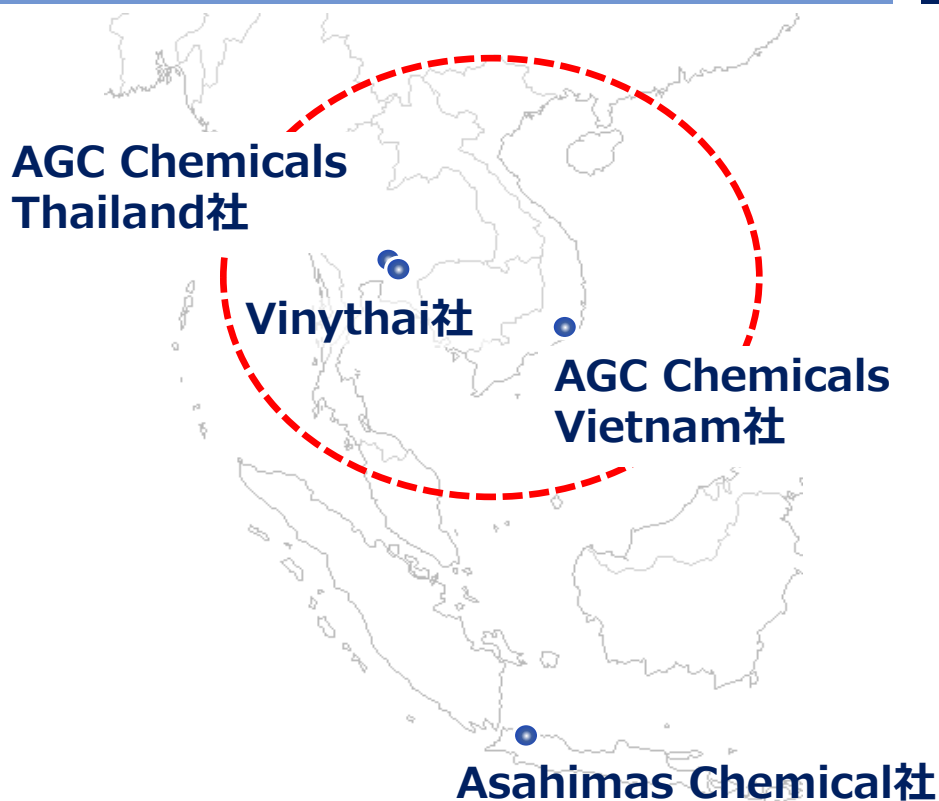 AGC Chemicals
Thailand社
Vinythai社
AGC Chemicals
Vietnam社
Asahimas Chemical社